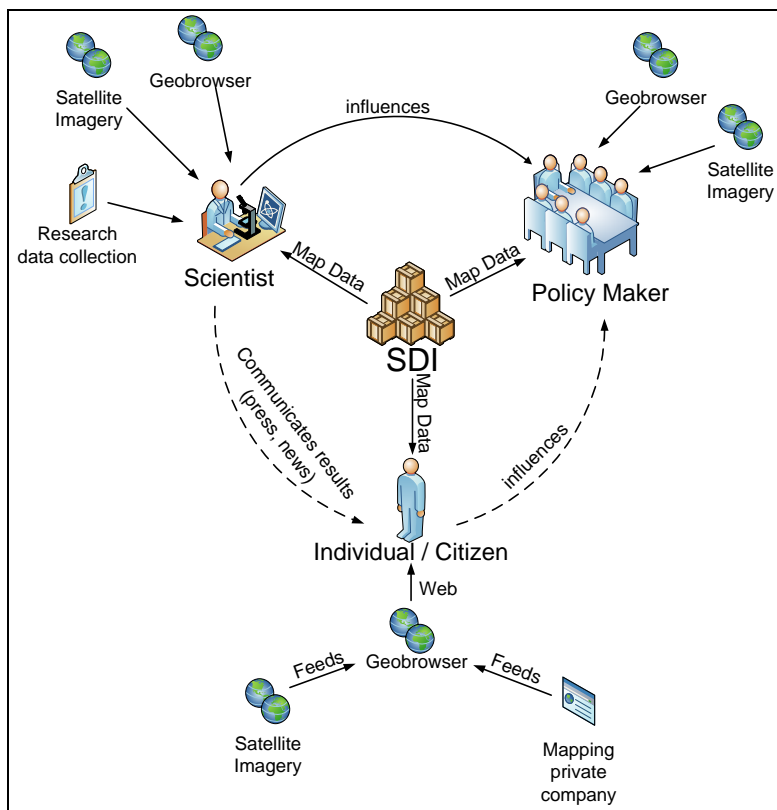 Satellite
Imagery
Geobrowser
influences
Geobrowser
Satellite
Imagery
Research
data collection
Scientist
Map Data
Map Data
Policy Maker
SDI
Map Data
Communicates results
(press, news)
influences
Individual / Citizen
Web
Geobrowser
Feeds
Feeds
Satellite
Imagery
Mapping
private
company